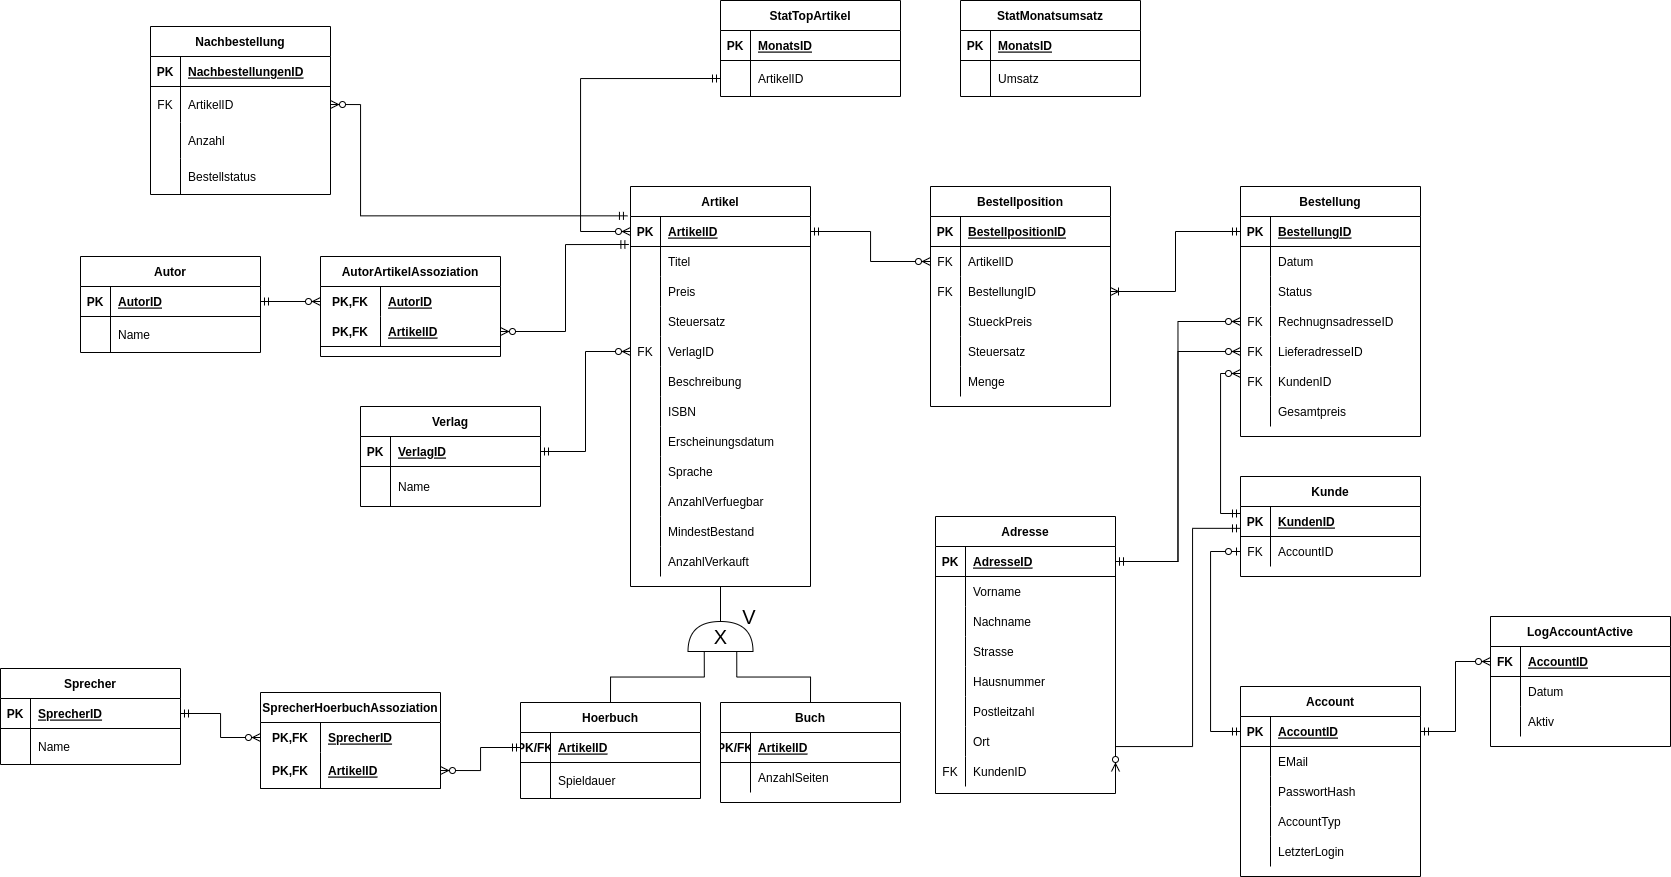 StatTopArtikel
PK MonatsID
ArtikelID
StatMonatsumsatz
PK MonatsID
Umsatz
Nachbestellung
PK NachbestellungenID
FK ArtikelID
Anzahl
Bestellstatus
Artikel
PK ArtikelID
Titel
Preis
Steuersatz
FK VerlagID
Beschreibung
ISBN
Erscheinungsdatum
Sprache
AnzahlVerfuegbar
MindestBestand
AnzahlVerkauft
Bestellposition
PK BestellpositionID
FK ArtikelID
FK BestellungID
StueckPreis
Steuersatz
Menge
Bestellung
PK BestellungID
Datum
Status
FK RechnugnsadresseID
FK LieferadresseID
FK KundenID
Gesamtpreis
Autor
PK AutorID
Name
AutorArtikelAssoziation
PK,FK AutorID
PK,FK ArtikelID
Verlag
PK VerlagID
Name
Kunde
PK KundenID
FK AccountID
Adresse
PK AdresseID
Vorname
Nachname
Strasse
Hausnummer
Postleitzahl
Ort
FK KundenID
V
X
LogAccountActive
FK AccountID
Datum
Aktiv
Account
PK AccountID
EMail
PasswortHash
AccountTyp
LetzterLogin
Sprecher
PK SprecherID
Name
SprecherHoerbuchAssoziation
PK,FK SprecherID
PK,FK ArtikelID
Hoerbuch
PK/FK ArtikelID
Spieldauer
Buch
PK/FK ArtikelID
AnzahlSeiten